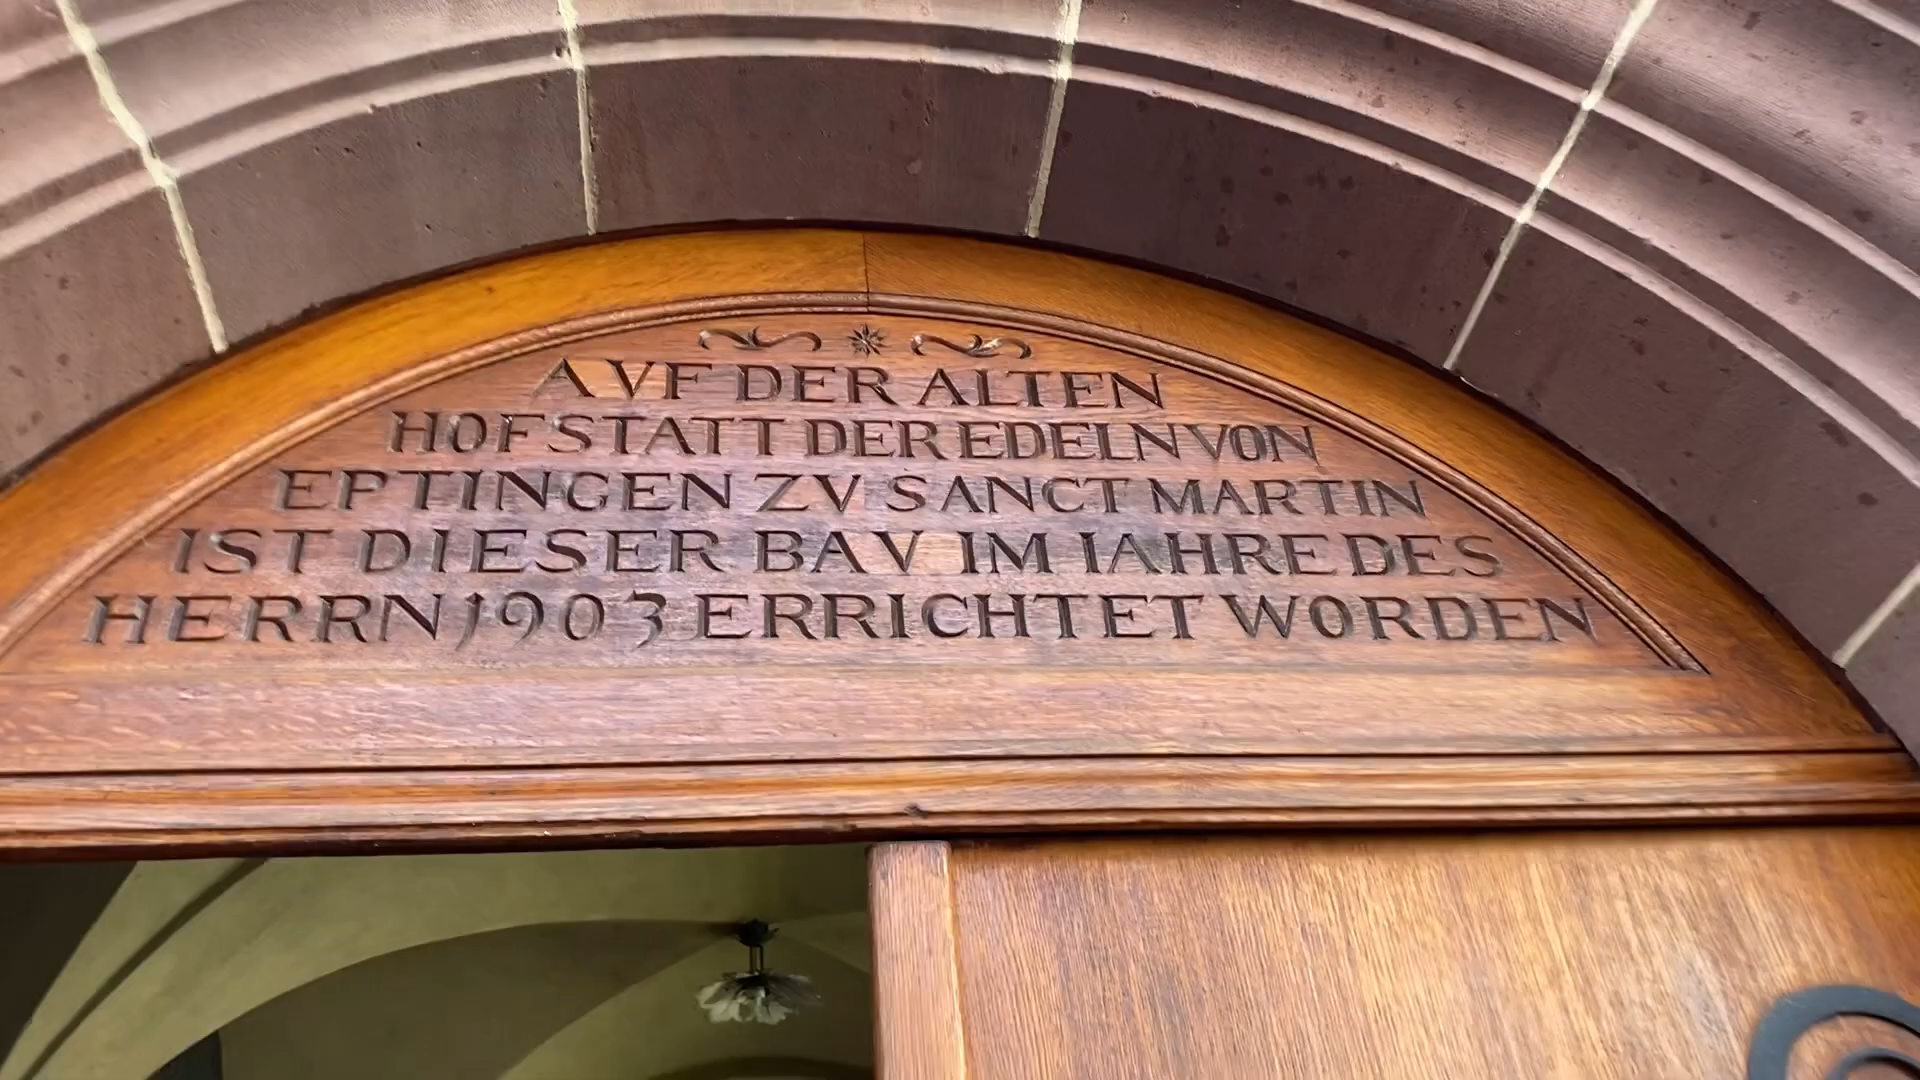 AVF DER ALTEN
HOFSTATT DER EDELN VON
EPTINGEN ZV SANCT MARTIN
IST DIESER BAV IM IAHRE DES
HERRN 1903 ERRICHTET WORDEN